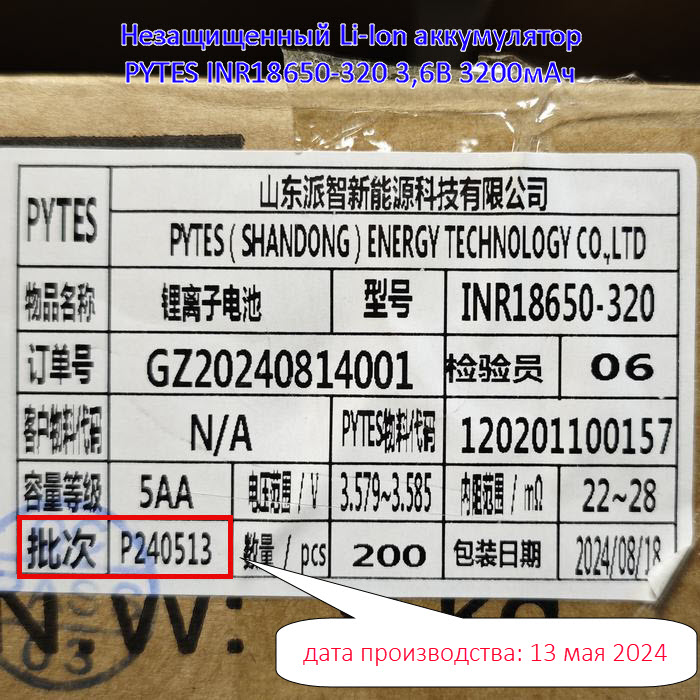 Незащищенный Li-Ion аккумулятор
PYTES INR18650-320 3,6В 3200мАч
PYTES
山东派智新能源科技有限公司
PYTES ( SHANDONG ) ENERGY TECHNOLOGY CO.,LTD
物品名称 锂离子电池 型号 INR18650-320
订单号 GZ20240814001 检验员 06
客户物料代码 N/A PYTES物料代码 120201100157
容量等级 5AA 电压范围 / V 3.579~3.585 内阻范围 / mΩ 22~28
批次 P240513 数量 / pcs 200 包装日期 2024/08/18
N.W: kg
03
дата производства: 13 мая 2024